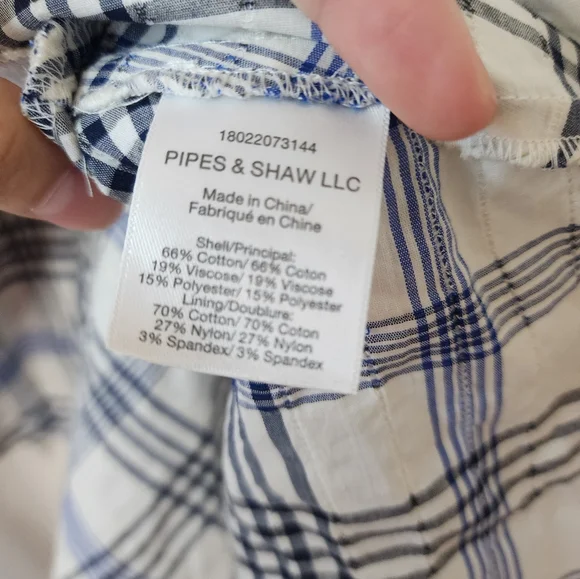 18022073144
PIPES & SHAW LLC
Made in China/
Fabriqué en Chine
Shell/Principal:
66% Cotton/ 66% Coton
19% Viscose/ 19% Viscose
15% Polyester/ 15% Polyester
Lining/Doublure:
70% Cotton/ 70% Coton
27% Nylon/ 27% Nylon
3% Spandex/ 3% Spandex